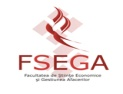 FSEGA
Facultatea de Științe Economice
și Gestiunea Afacerilor